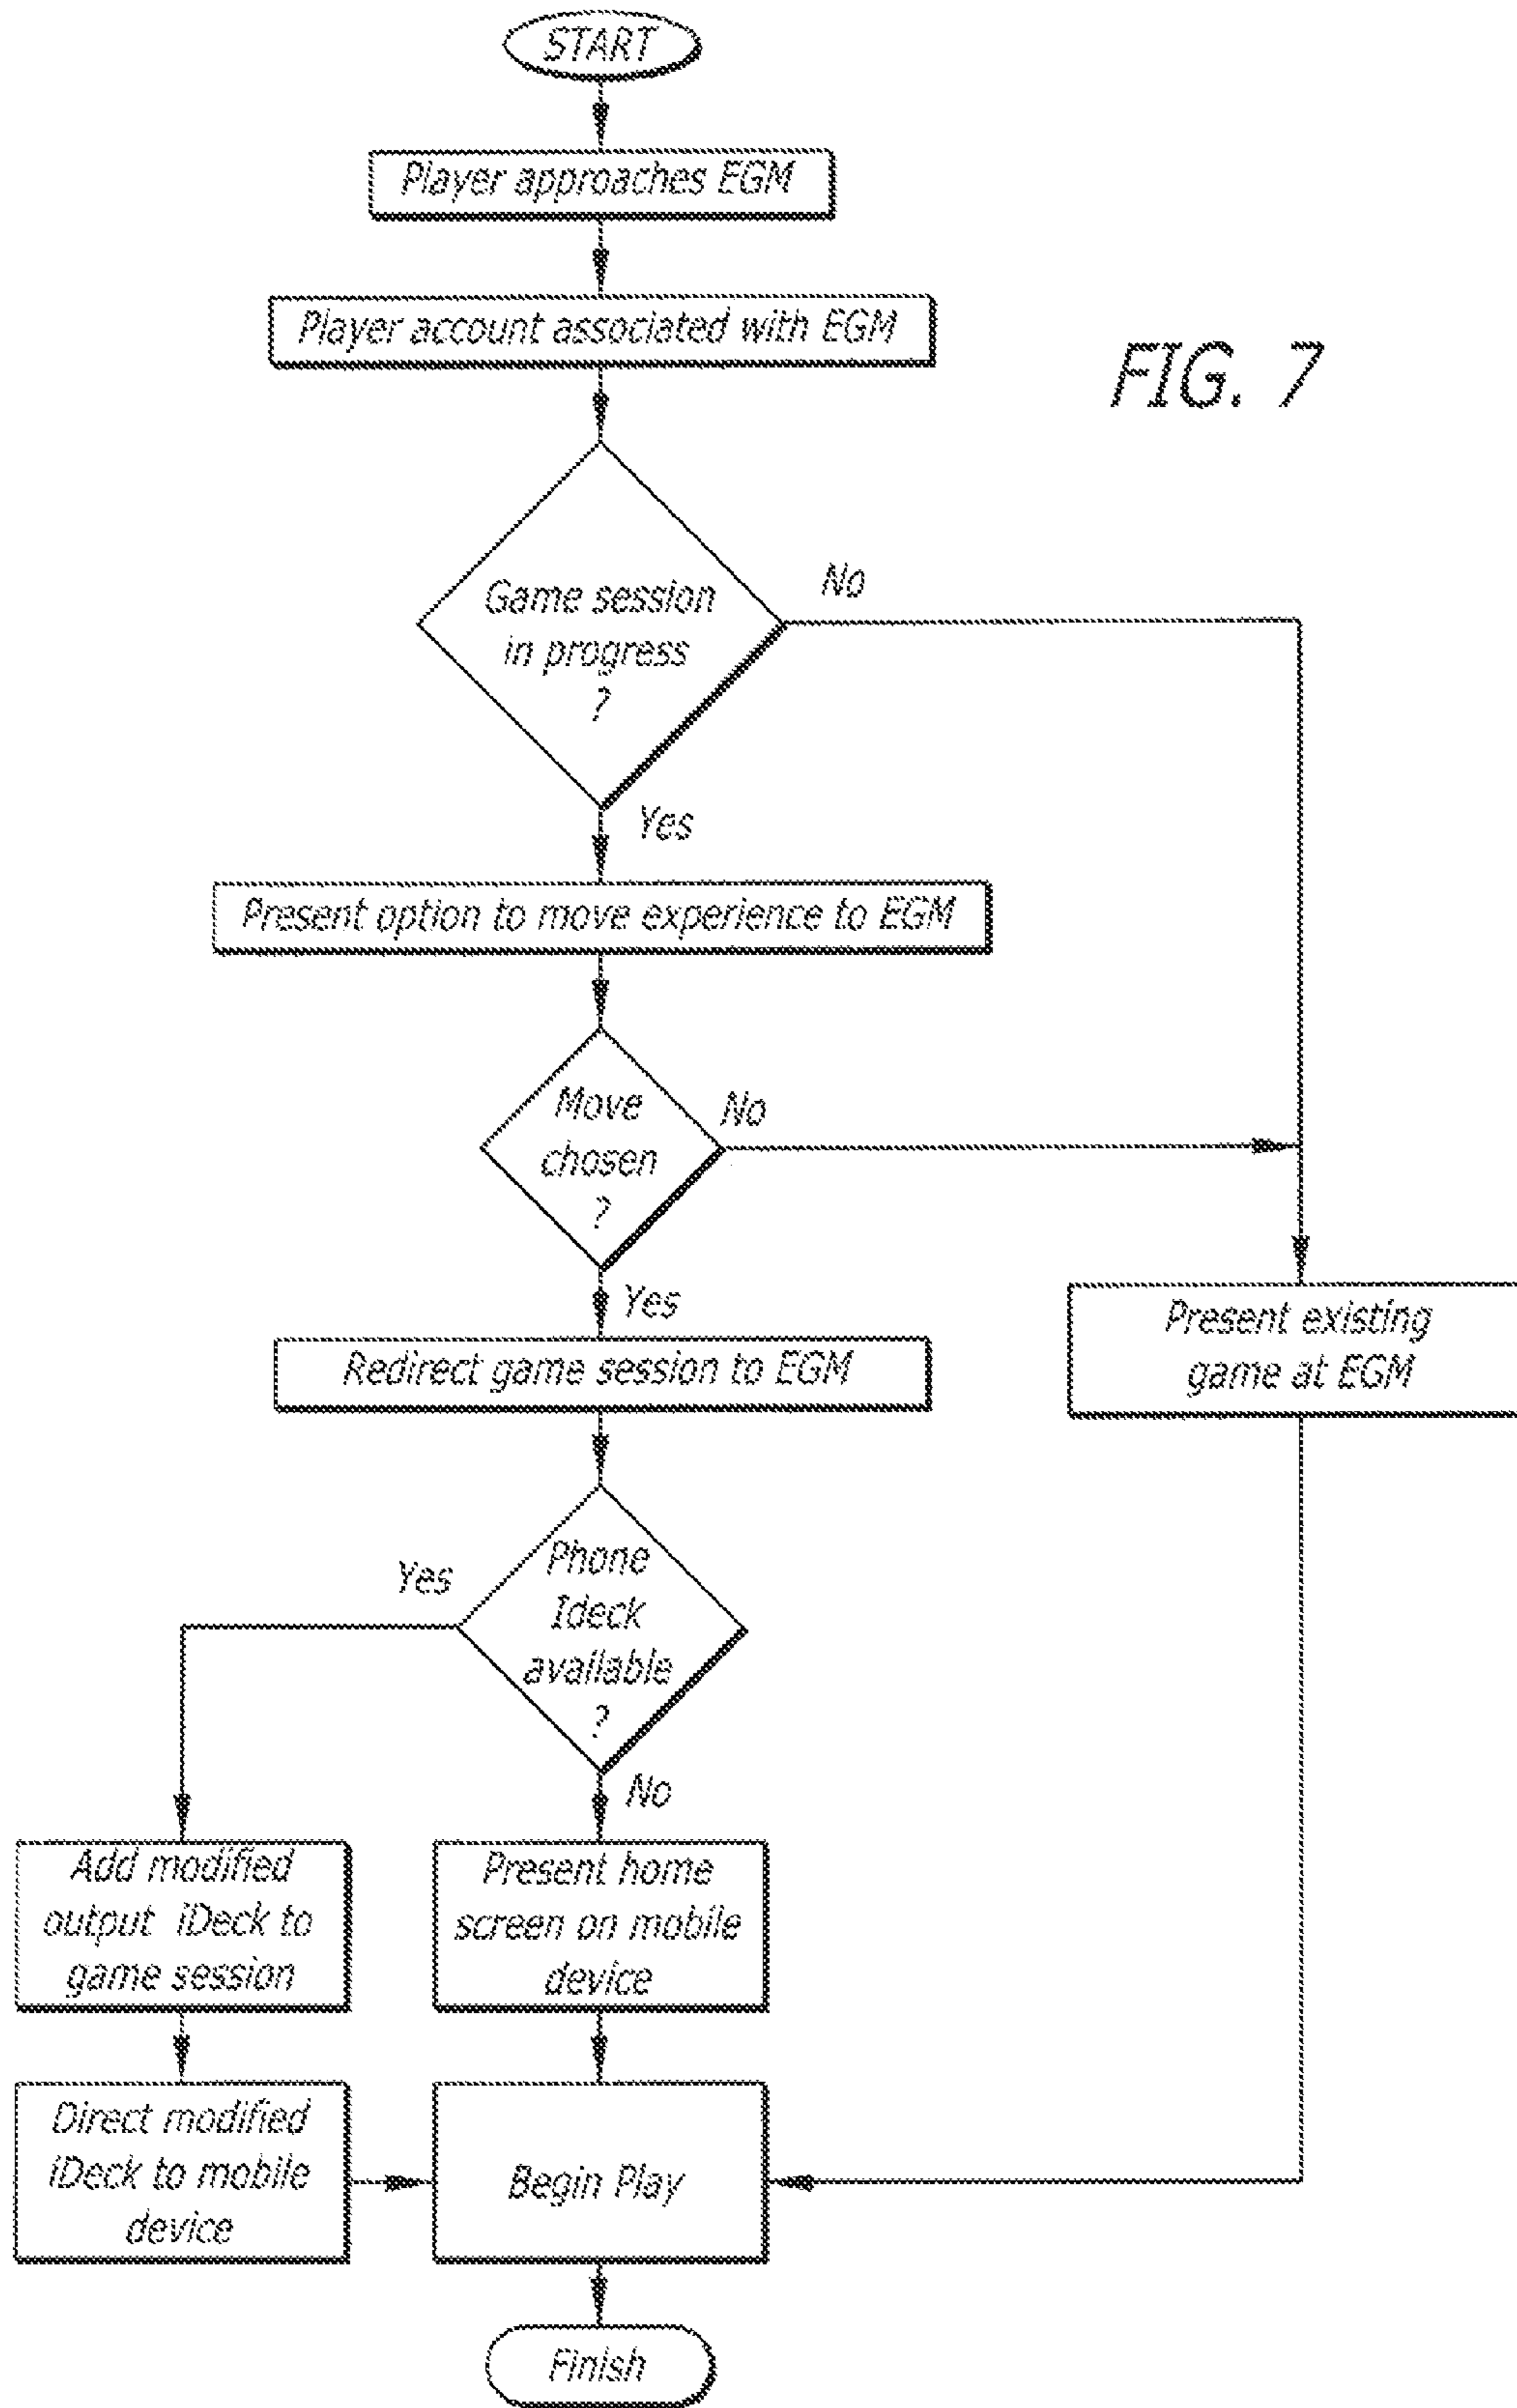 START
Player approaches EGM
Player account associated with EGM
FIG. 7
Game session
in progress
?
No
Yes
Present option to move experience to EGM
Move
chosen
?
No
Yes
Redirect game session to EGM
Present existing
game at EGM
Phone
Ideck
available
?
Yes
No
Add modified
output iDeck to
game session
Present home
screen on mobile
device
Direct modified
iDeck to mobile
device
Begin Play
Finish